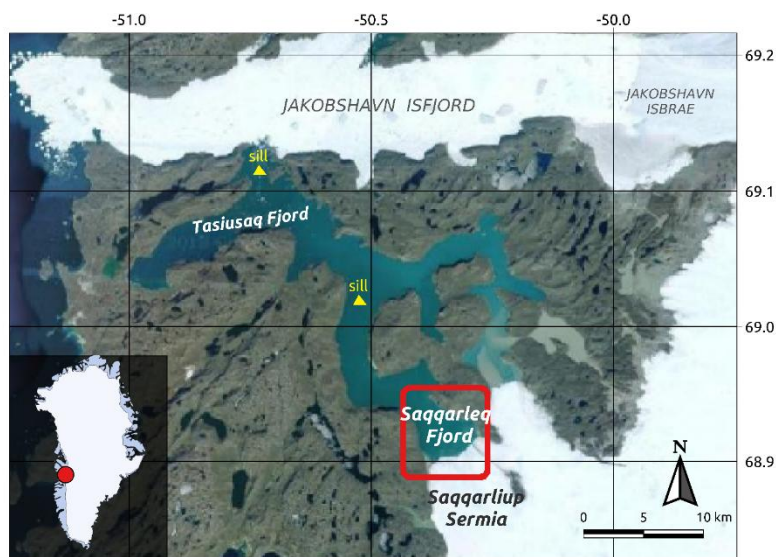 -51.0
-50.5
-50.0
69.2
JAKOBSHAVN ISFJORD
JAKOBSHAVN
ISBRAE
sill
69.1
Tasiusaq Fjord
sill
69.0
Saqqarleq
Fjord
N
68.9
Saqqarliup
Sermia
0 5 10 km